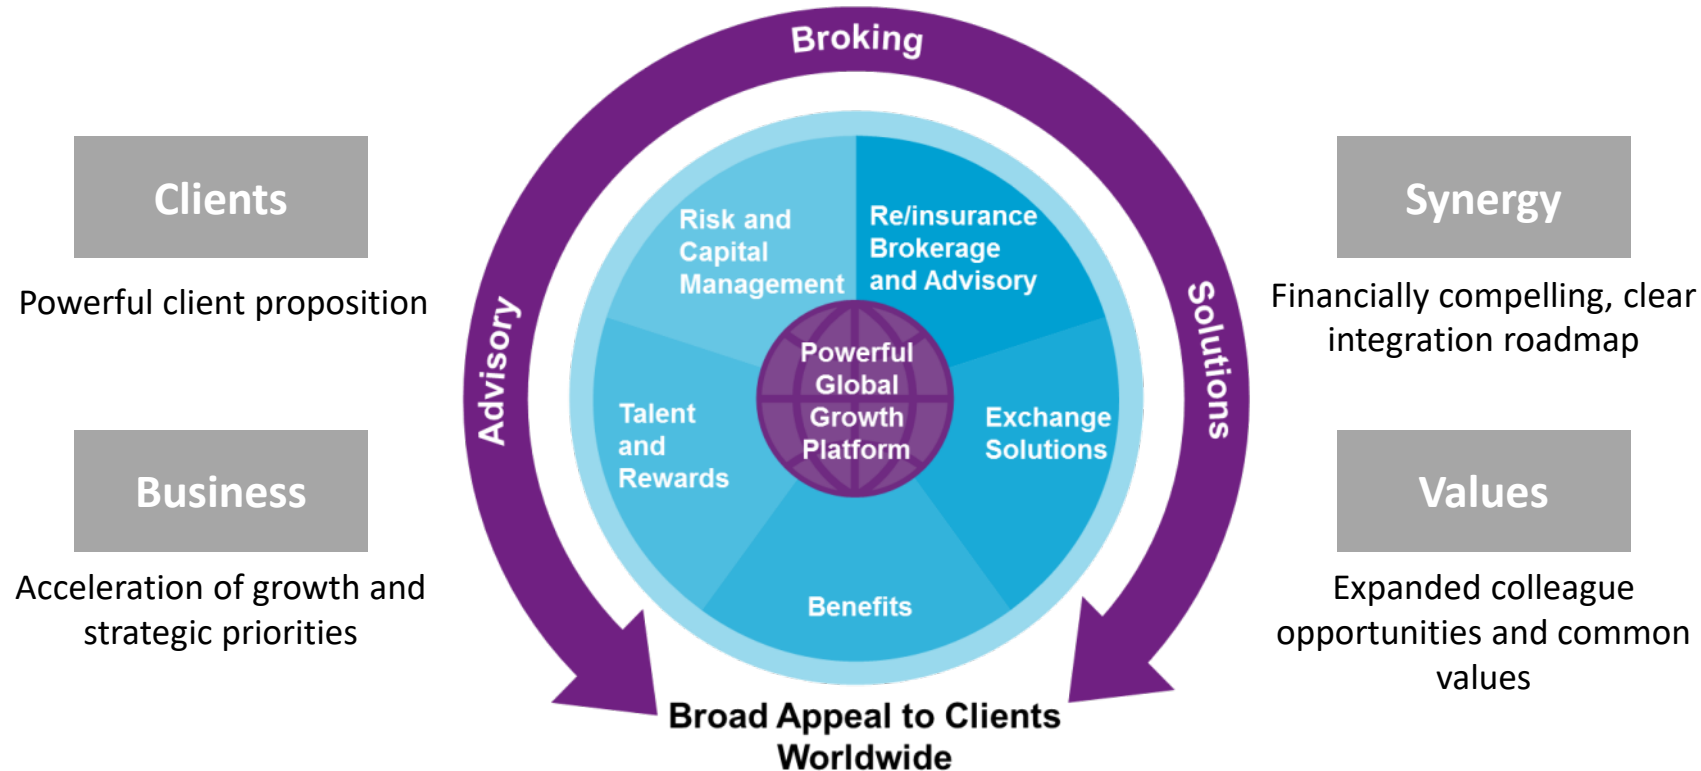 Broking
Advisory
Solutions
Clients
Powerful client proposition
Business
Acceleration of growth and
strategic priorities
Risk and
Capital
Management
Re/insurance
Brokerage
and Advisory
Talent
and
Rewards
Powerful
Global
Growth
Platform
Exchange
Solutions
Benefits
Broad Appeal to Clients
Worldwide
Synergy
Financially compelling, clear
integration roadmap
Values
Expanded colleague
opportunities and common
values